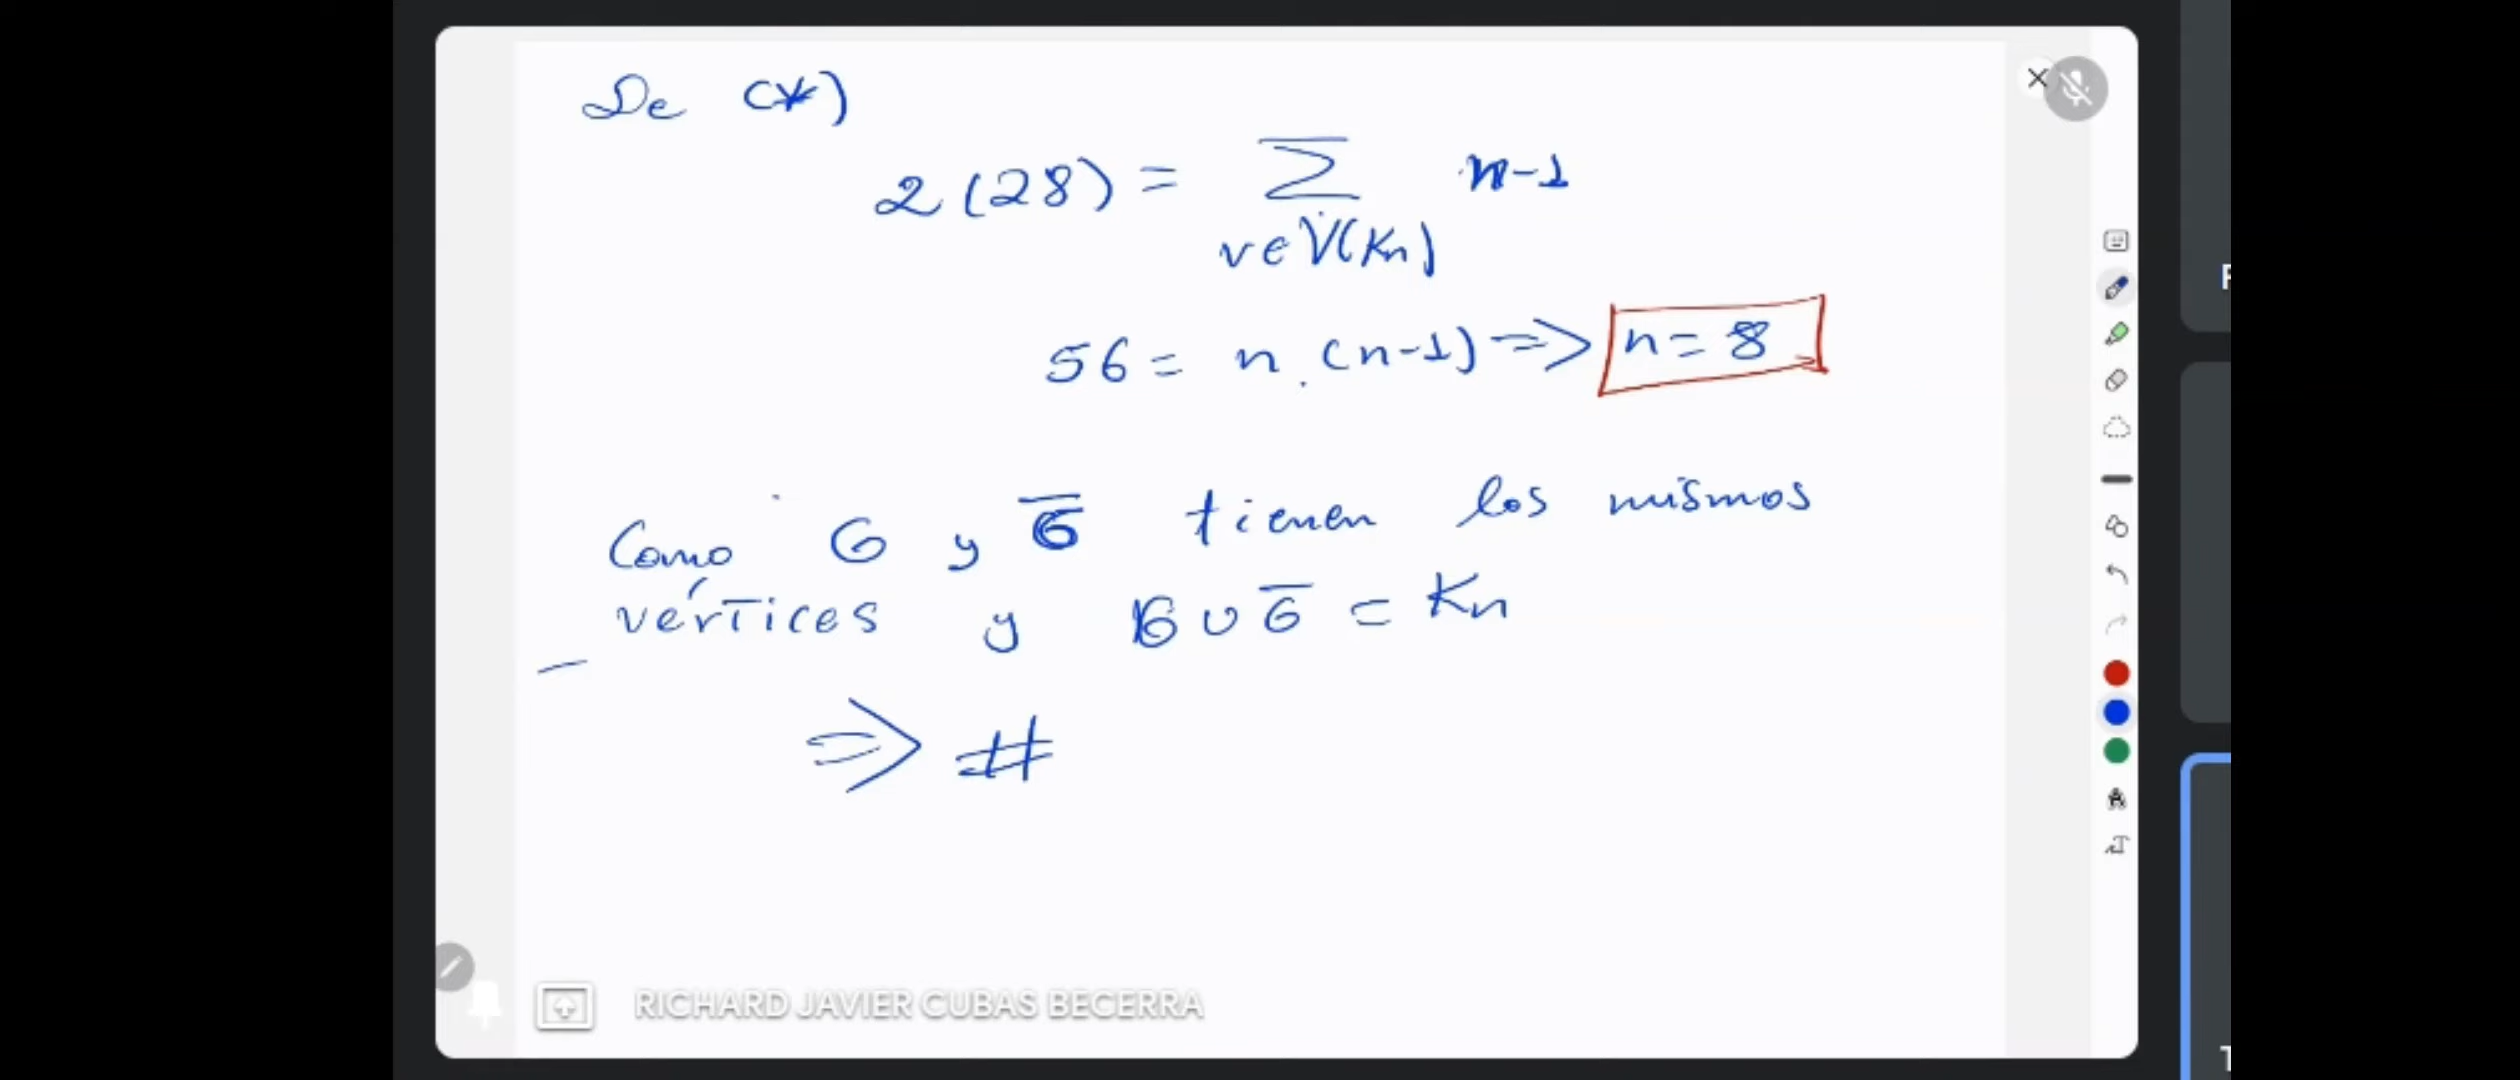 De (*)
2(28) = Σ n-1
v∈V(Kn)
56 = n.(n-1) ⇒ n = 8
Como G y G̅ tienen los mismos
vértices y G ∪ G̅ = Kn
⇒ #
RICHARD JAVIER CUBAS BECERRA